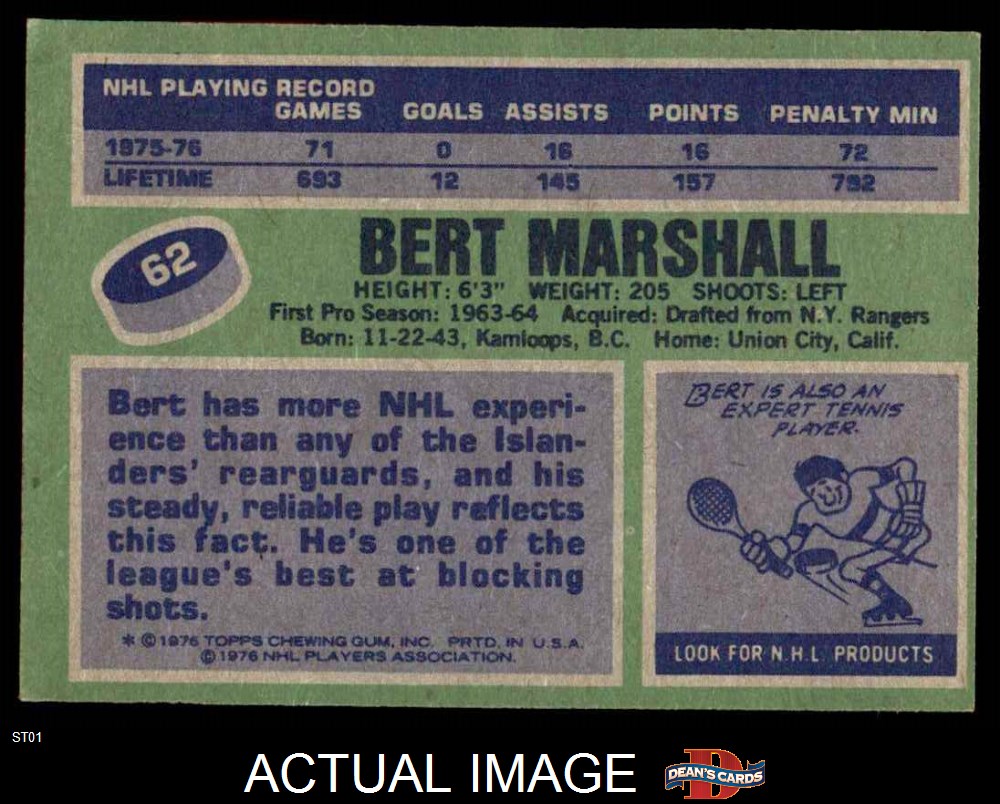 NHL PLAYING RECORD
GAMES GOALS ASSISTS POINTS PENALTY MIN
1975-76 71 0 16 16 72
LIFETIME 693 12 145 157 792
62
BERT MARSHALL
HEIGHT: 6'3" WEIGHT: 205 SHOOTS: LEFT
First Pro Season: 1963-64 Acquired: Drafted from N.Y. Rangers
Born: 11-22-43, Kamloops, B.C. Home: Union City, Calif.
Bert has more NHL experi-
ence than any of the Islan-
ders' rearguards, and his
steady, reliable play reflects
this fact. He's one of the
league's best at blocking
shots.
* © 1976 TOPPS CHEWING GUM, INC. PRTD. IN U.S.A.
© 1976 NHL PLAYERS ASSOCIATION.
BERT IS ALSO AN
EXPERT TENNIS
PLAYER.
LOOK FOR N.H.L. PRODUCTS
ST01
ACTUAL IMAGE
D
DEAN'S CARDS